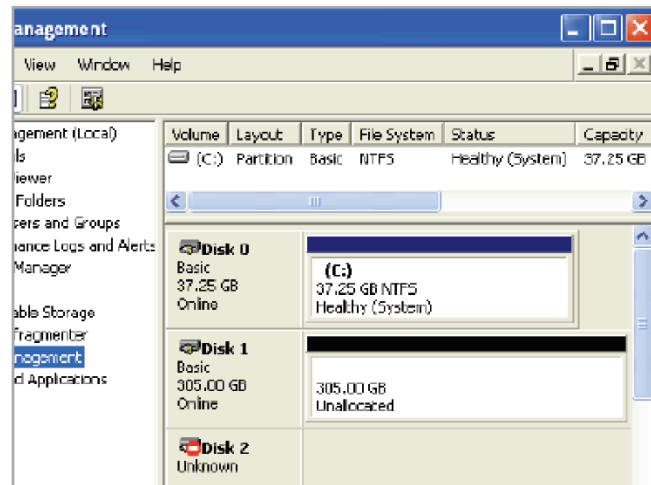 anagement
View Window Help
agement (Local)
ls
iewer
Folders
sers and Groups
ance Logs and Alerts
Manager
able Storage
fragmenter
nagement
d Applications
Volume Layout Type File System Status Capacity
(C:) Partition Basic NTFS Healthy (System) 37.25 GB
Disk 0
Basic
37.25 GB
Online
(C:)
37.25 GB NTFS
Healthy (System)
Disk 1
Basic
305.00 GB
Online
305.00 GB
Unallocated
Disk 2
Unknown